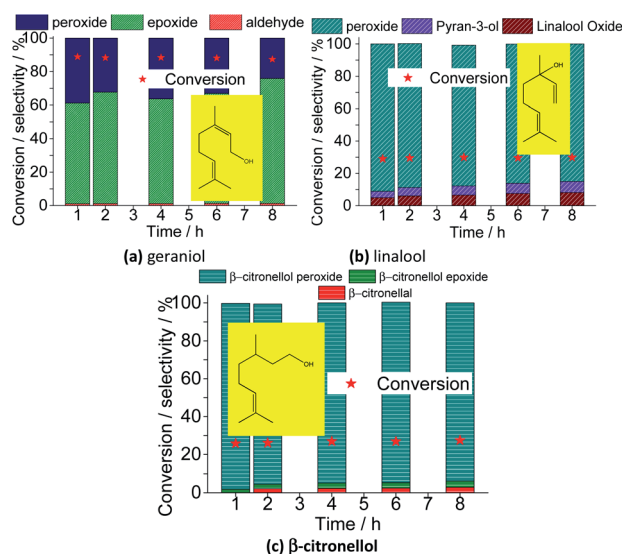 (a)
peroxide epoxide aldehyde
Conversion / selectivity / %
100
80
60
40
20
0
Conversion
OH
1 2 3 4 5 6 7 8
Time / h
(a) geraniol
(b)
peroxide Pyran-3-ol Linalool Oxide
Conversion / selectivity / %
100
80
60
40
20
0
Conversion
OH
1 2 3 4 5 6 7 8
Time / h
(b) linalool
β-citronellol peroxide β-citronellol epoxide
β-citronellal
Conversion / selectivity / %
100
80
60
40
20
0
Conversion
OH
1 2 3 4 5 6 7 8
Time / h
(c) β-citronellol